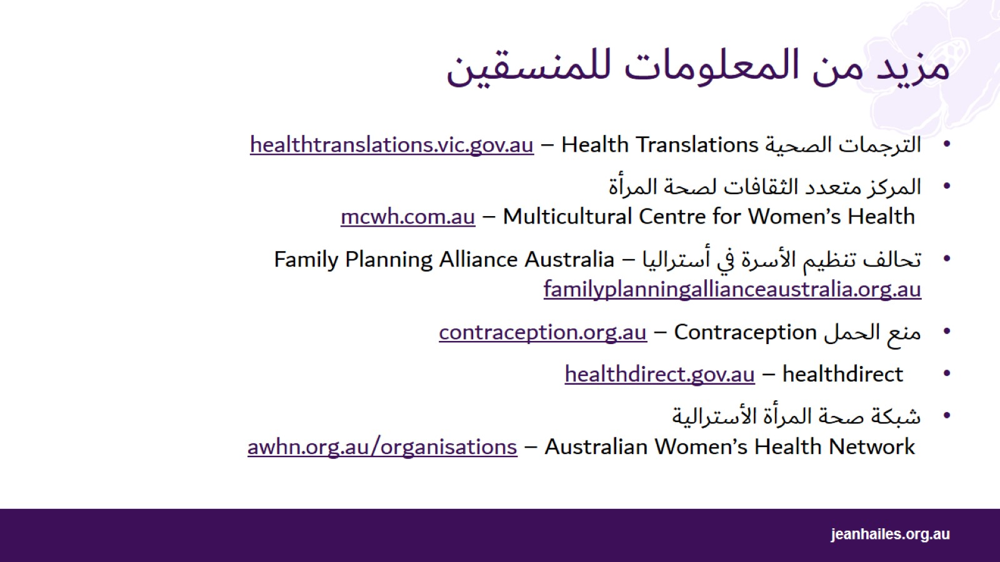 مزيد من المعلومات للمنسقين
• الترجمات الصحية Health Translations – healthtranslations.vic.gov.au
• المركز متعدد الثقافات لصحة المرأة
Multicultural Centre for Women’s Health – mcwh.com.au
• تحالف تنظيم الأسرة في أستراليا – Family Planning Alliance Australia
familyplanningallianceaustralia.org.au
• منع الحمل Contraception – contraception.org.au
• healthdirect – healthdirect.gov.au
• شبكة صحة المرأة الأسترالية
Australian Women’s Health Network – awhn.org.au/organisations
jeanhailes.org.au